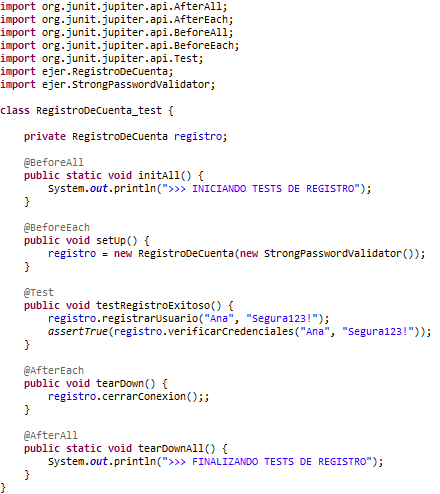 import org.junit.jupiter.api.AfterAll;
import org.junit.jupiter.api.AfterEach;
import org.junit.jupiter.api.BeforeAll;
import org.junit.jupiter.api.BeforeEach;
import org.junit.jupiter.api.Test;
import ejer.RegistroDeCuenta;
import ejer.StrongPasswordValidator;

class RegistroDeCuenta_test {

    private RegistroDeCuenta registro;

    @BeforeAll
    public static void initAll() {
        System.out.println(">>> INICIANDO TESTS DE REGISTRO");
    }

    @BeforeEach
    public void setUp() {
        registro = new RegistroDeCuenta(new StrongPasswordValidator());
    }

    @Test
    public void testRegistroExitoso() {
        registro.registrarUsuario("Ana", "Segura123!");
        assertTrue(registro.verificarCredenciales("Ana", "Segura123!"));
    }

    @AfterEach
    public void tearDown() {
        registro.cerrarConexion();;
    }

    @AfterAll
    public static void tearDownAll() {
        System.out.println(">>> FINALIZANDO TESTS DE REGISTRO");
    }
}